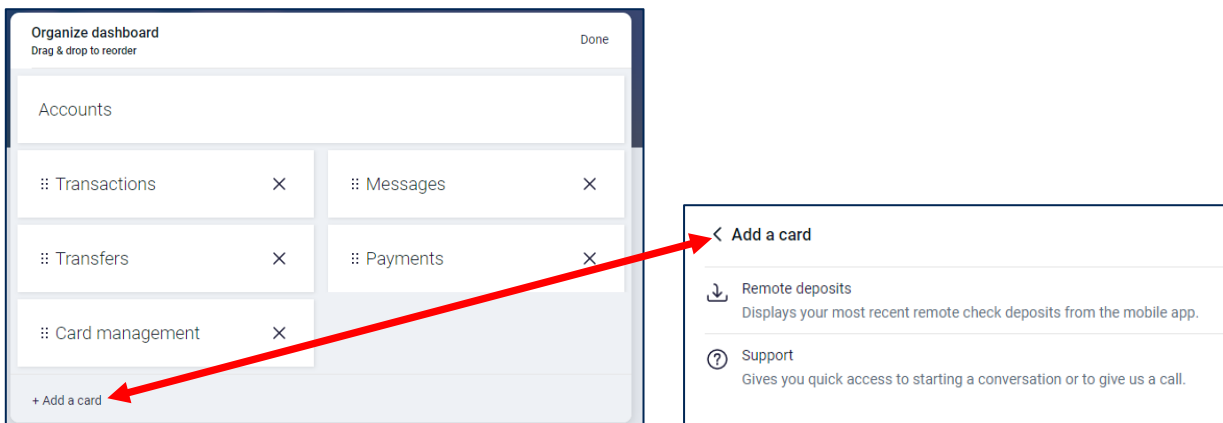 Organize dashboard
Drag & drop to reorder
Done
Accounts
Transactions
Messages
Transfers
Payments
Card management
+ Add a card
Add a card
Remote deposits
Displays your most recent remote check deposits from the mobile app.
Support
Gives you quick access to starting a conversation or to give us a call.